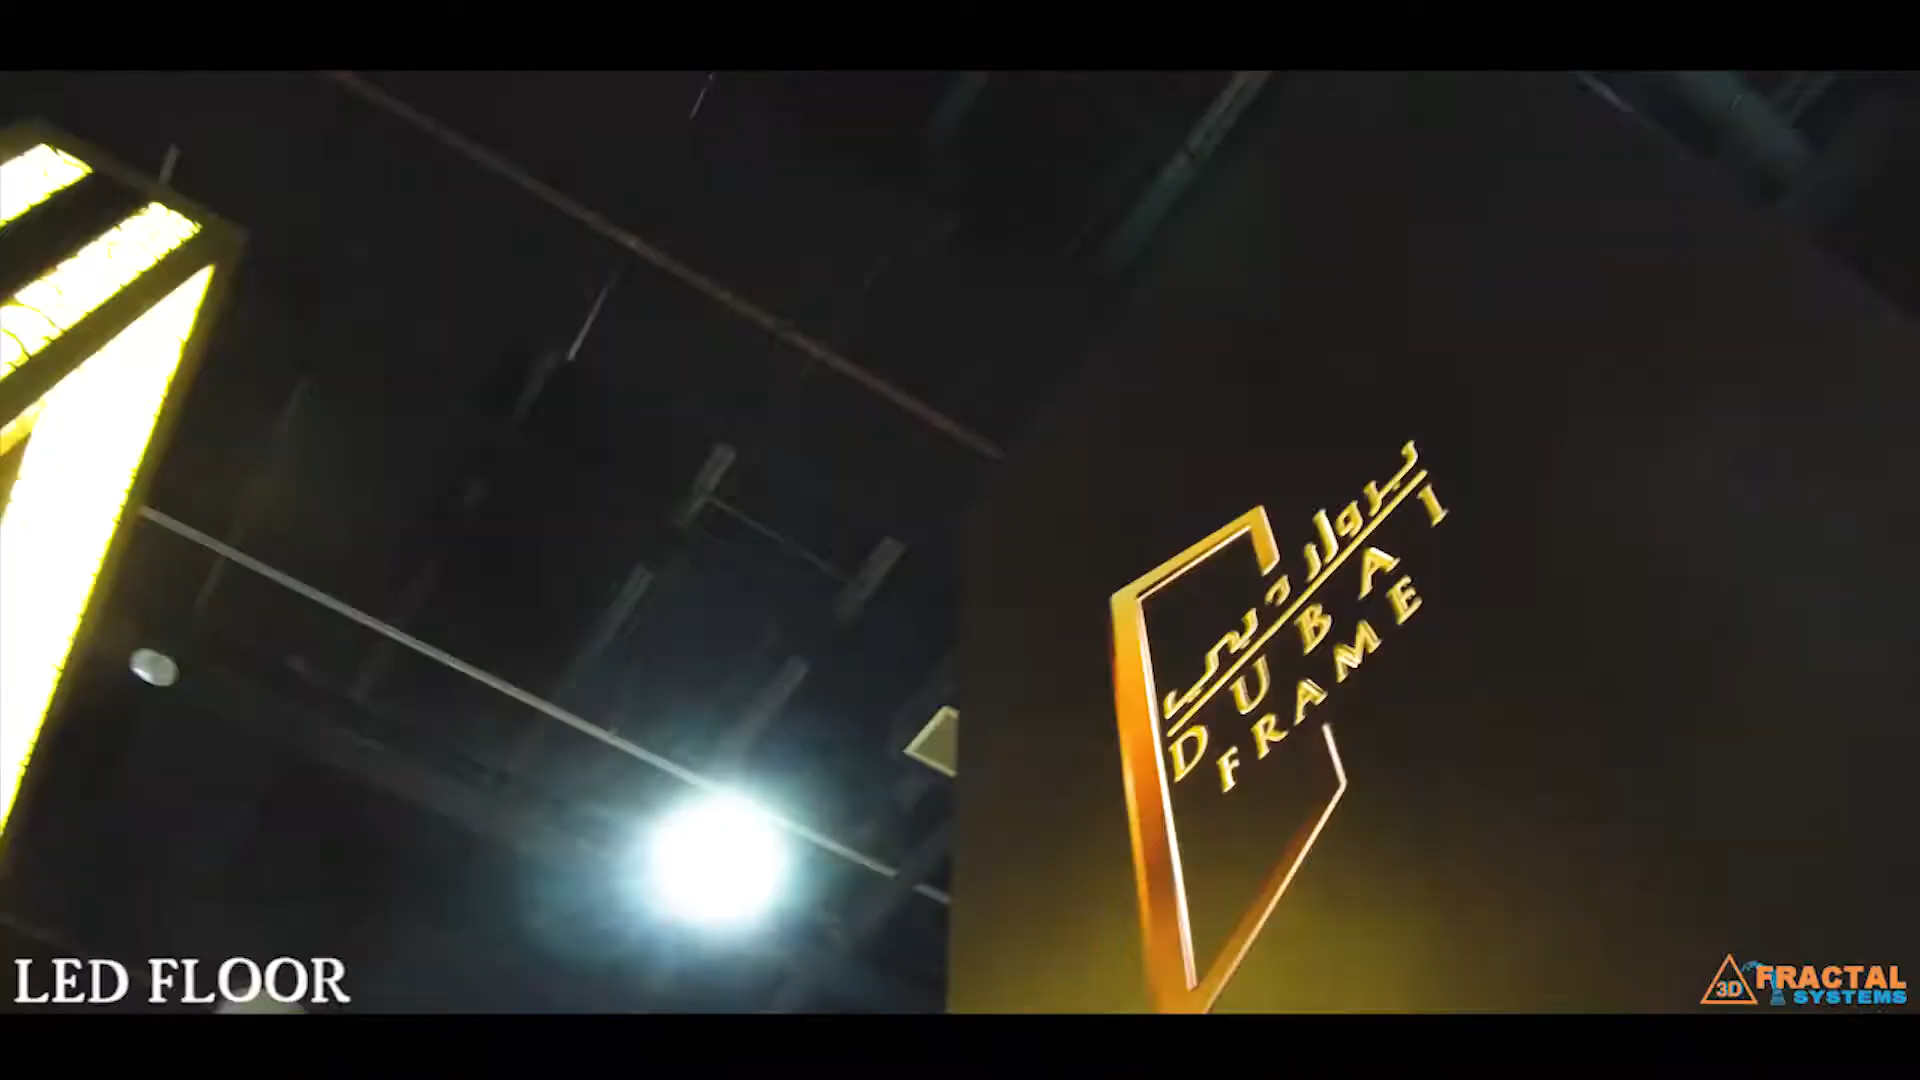 برواز دبي
DUBAI
FRAME
LED FLOOR
3D FRACTAL
SYSTEMS